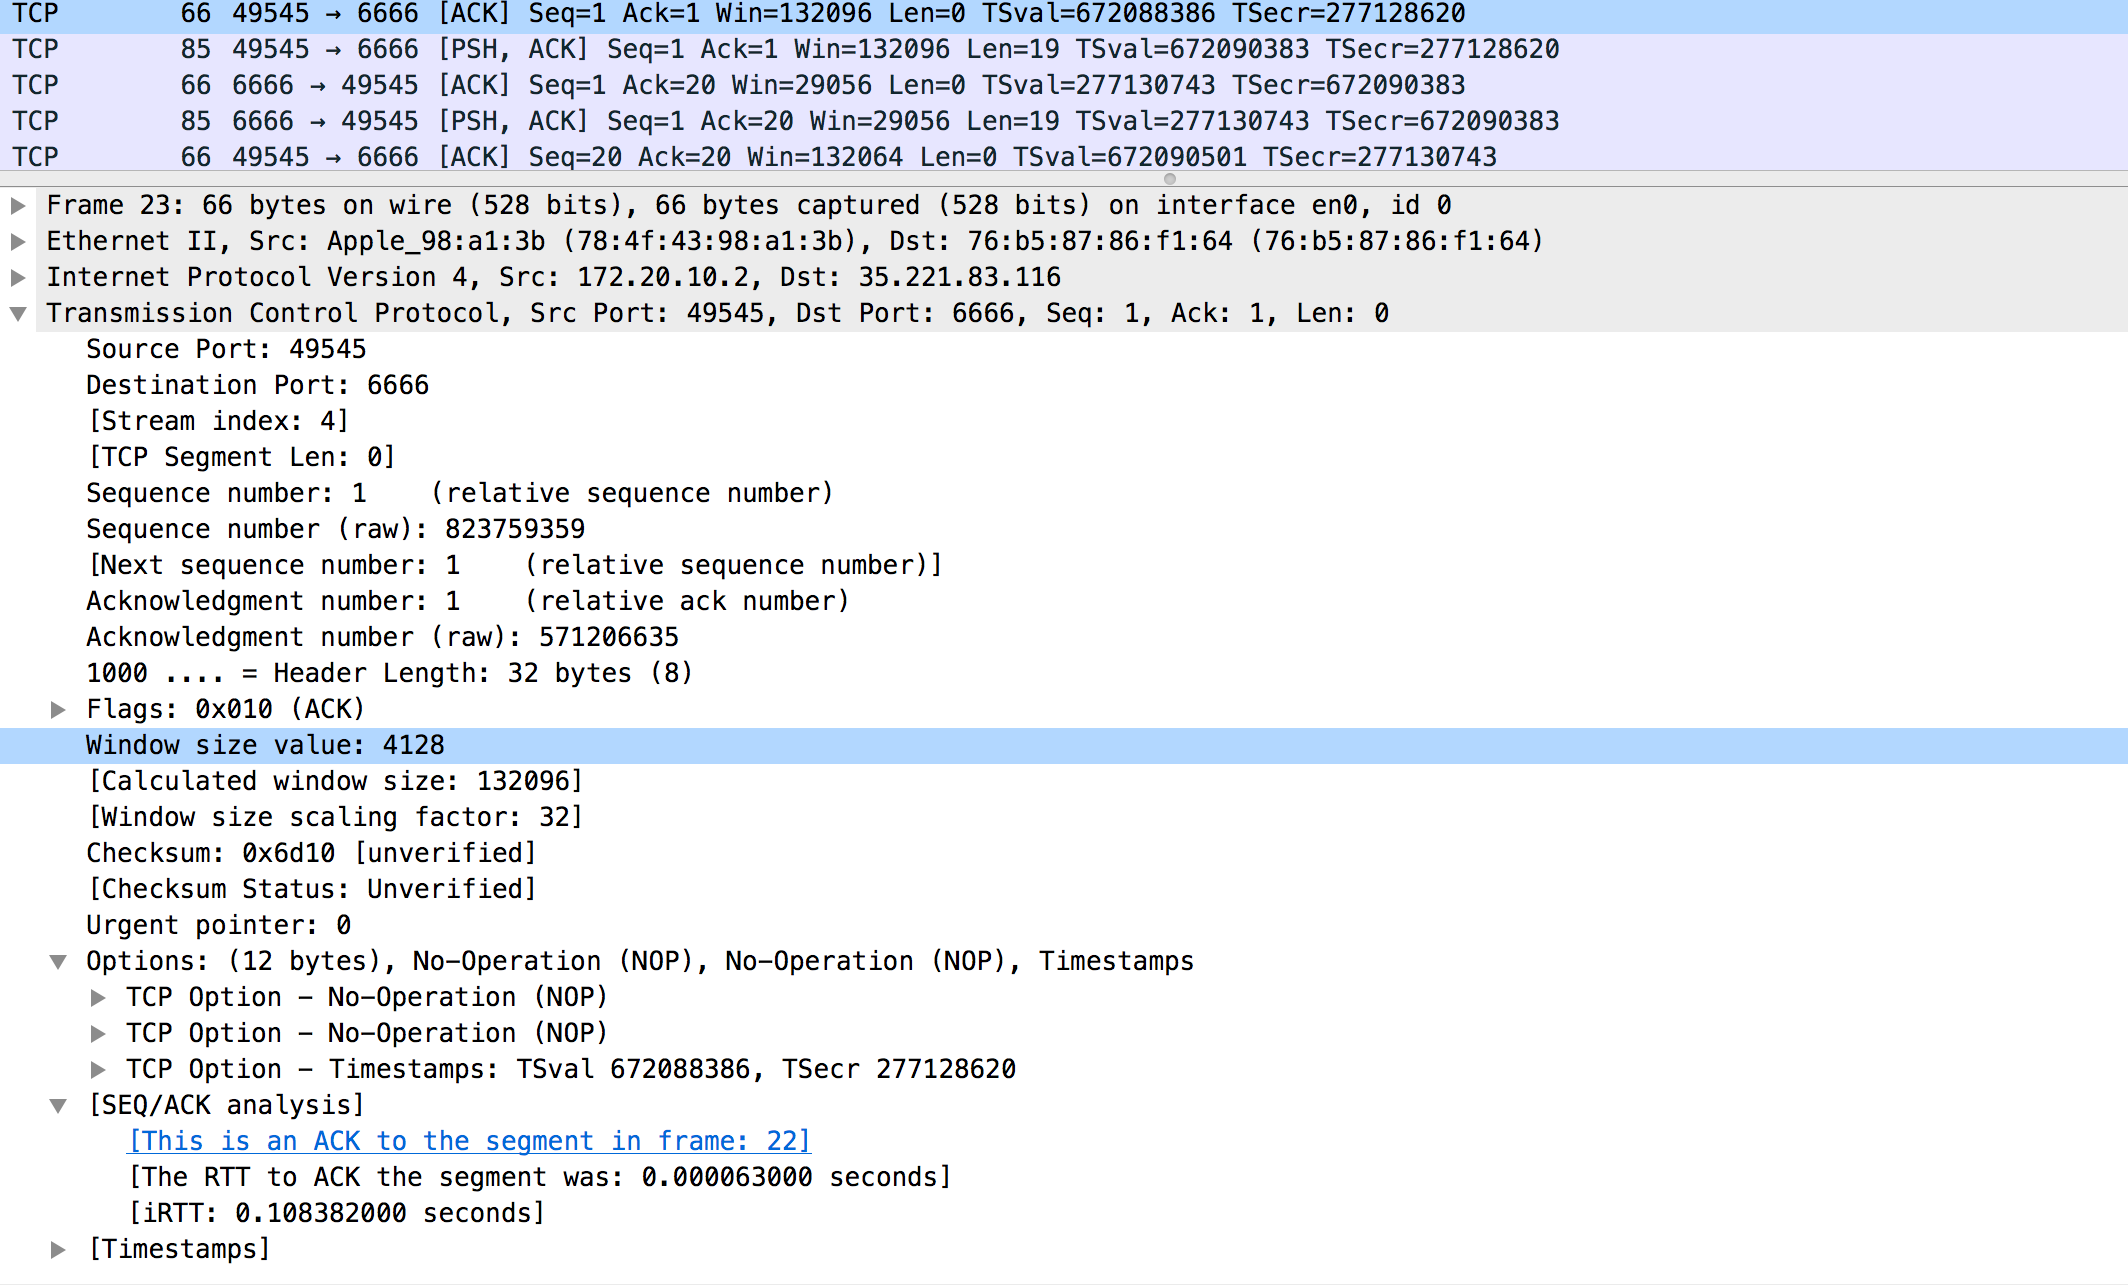 TCP 66 49545 → 6666 [ACK] Seq=1 Ack=1 Win=132096 Len=0 TSval=672088386 TSecr=277128620
TCP 85 49545 → 6666 [PSH, ACK] Seq=1 Ack=1 Win=132096 Len=19 TSval=672090383 TSecr=277128620
TCP 66 6666 → 49545 [ACK] Seq=1 Ack=20 Win=29056 Len=0 TSval=277130743 TSecr=672090383
TCP 85 6666 → 49545 [PSH, ACK] Seq=1 Ack=20 Win=29056 Len=19 TSval=277130743 TSecr=672090383
TCP 66 49545 → 6666 [ACK] Seq=20 Ack=20 Win=132064 Len=0 TSval=672090501 TSecr=277130743
Frame 23: 66 bytes on wire (528 bits), 66 bytes captured (528 bits) on interface en0, id 0
Ethernet II, Src: Apple_98:a1:3b (78:4f:43:98:a1:3b), Dst: 76:b5:87:86:f1:64 (76:b5:87:86:f1:64)
Internet Protocol Version 4, Src: 172.20.10.2, Dst: 35.221.83.116
Transmission Control Protocol, Src Port: 49545, Dst Port: 6666, Seq: 1, Ack: 1, Len: 0
Source Port: 49545
Destination Port: 6666
[Stream index: 4]
[TCP Segment Len: 0]
Sequence number: 1 (relative sequence number)
Sequence number (raw): 823759359
[Next sequence number: 1 (relative sequence number)]
Acknowledgment number: 1 (relative ack number)
Acknowledgment number (raw): 571206635
1000 .... = Header Length: 32 bytes (8)
Flags: 0x010 (ACK)
Window size value: 4128
[Calculated window size: 132096]
[Window size scaling factor: 32]
Checksum: 0x6d10 [unverified]
[Checksum Status: Unverified]
Urgent pointer: 0
Options: (12 bytes), No-Operation (NOP), No-Operation (NOP), Timestamps
TCP Option – No-Operation (NOP)
TCP Option – No-Operation (NOP)
TCP Option – Timestamps: TSval 672088386, TSecr 277128620
[SEQ/ACK analysis]
[This is an ACK to the segment in frame: 22]
[The RTT to ACK the segment was: 0.000063000 seconds]
[iRTT: 0.108382000 seconds]
[Timestamps]